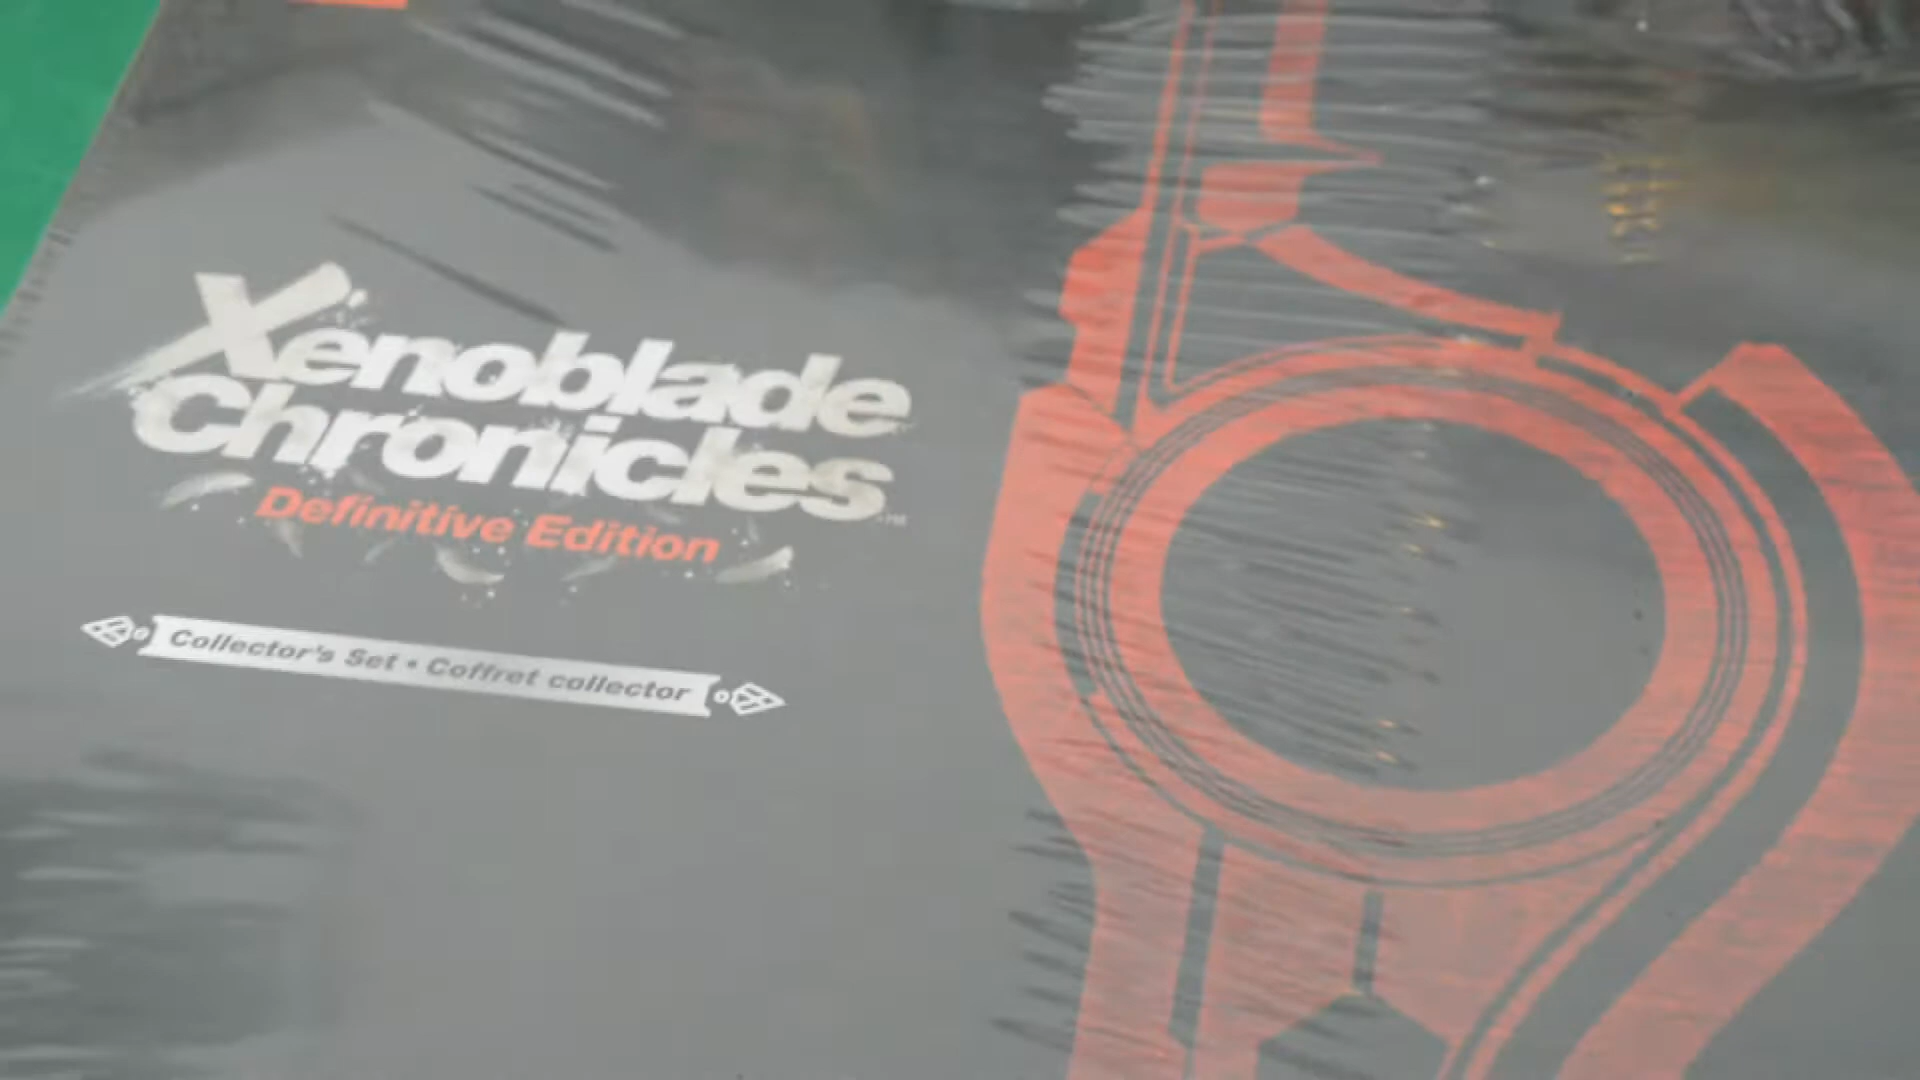 Xenoblade
Chronicles
Definitive Edition
Collector's Set • Coffret collector